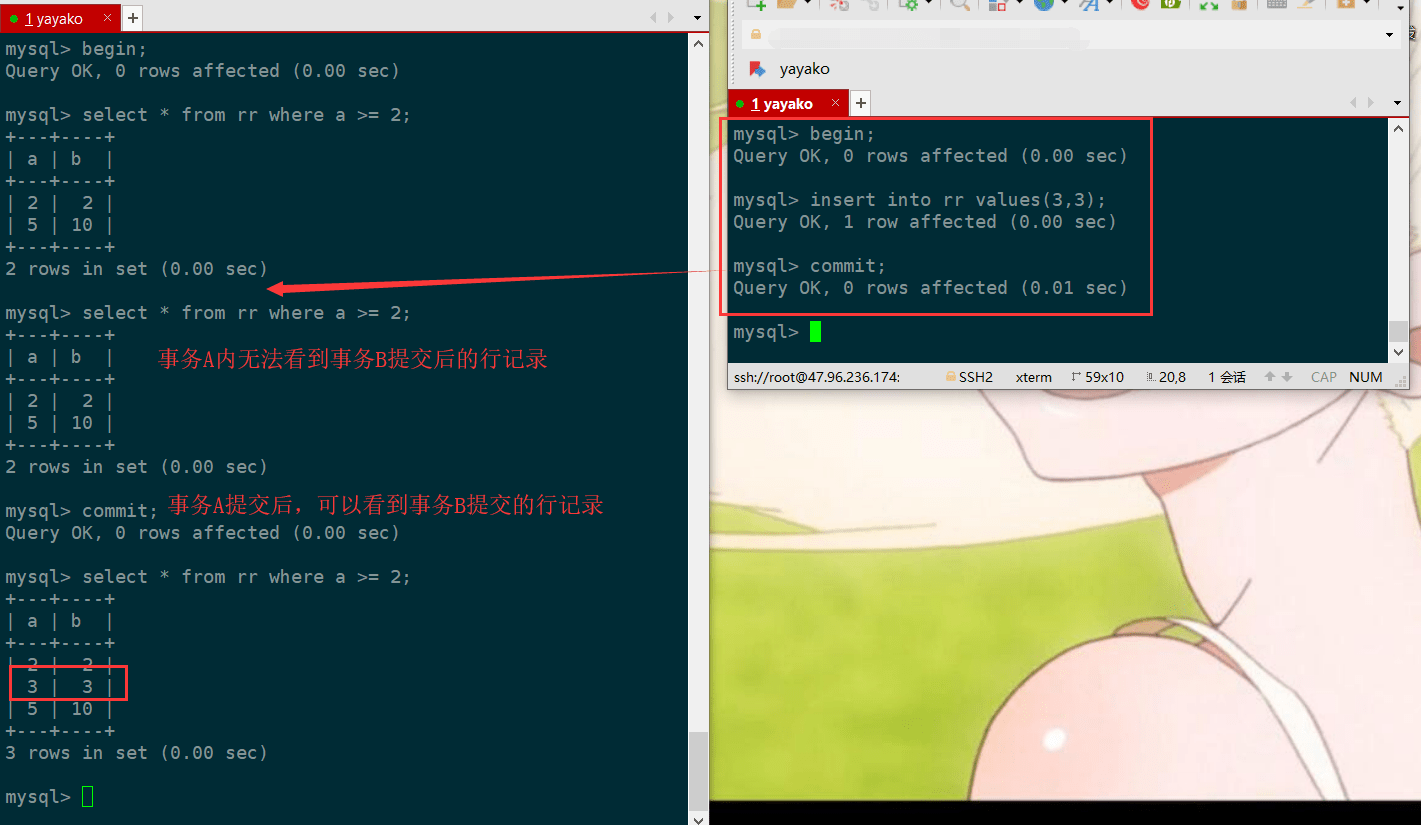 1 yayako
mysql> begin;
Query OK, 0 rows affected (0.00 sec)
mysql> select * from rr where a >= 2;
+---+----+
| a | b  |
+---+----+
| 2 |  2 |
| 5 | 10 |
+---+----+
2 rows in set (0.00 sec)
mysql> select * from rr where a >= 2;
+---+----+
| a | b  |
事务A内无法看到事务B提交后的行记录
+---+----+
| 2 |  2 |
| 5 | 10 |
+---+----+
2 rows in set (0.00 sec)
mysql> commit;
事务A提交后，可以看到事务B提交的行记录
Query OK, 0 rows affected (0.00 sec)
mysql> select * from rr where a >= 2;
+---+----+
| a | b  |
+---+----+
| 2 |  2 |
| 3 |  3 |
| 5 | 10 |
+---+----+
3 rows in set (0.00 sec)
mysql>
yayako
1 yayako
mysql> begin;
Query OK, 0 rows affected (0.00 sec)
mysql> insert into rr values(3,3);
Query OK, 1 row affected (0.00 sec)
mysql> commit;
Query OK, 0 rows affected (0.01 sec)
mysql>
ssh://root@47.96.236.174: SSH2 xterm 59x10 20,8 1 会话 CAP NUM